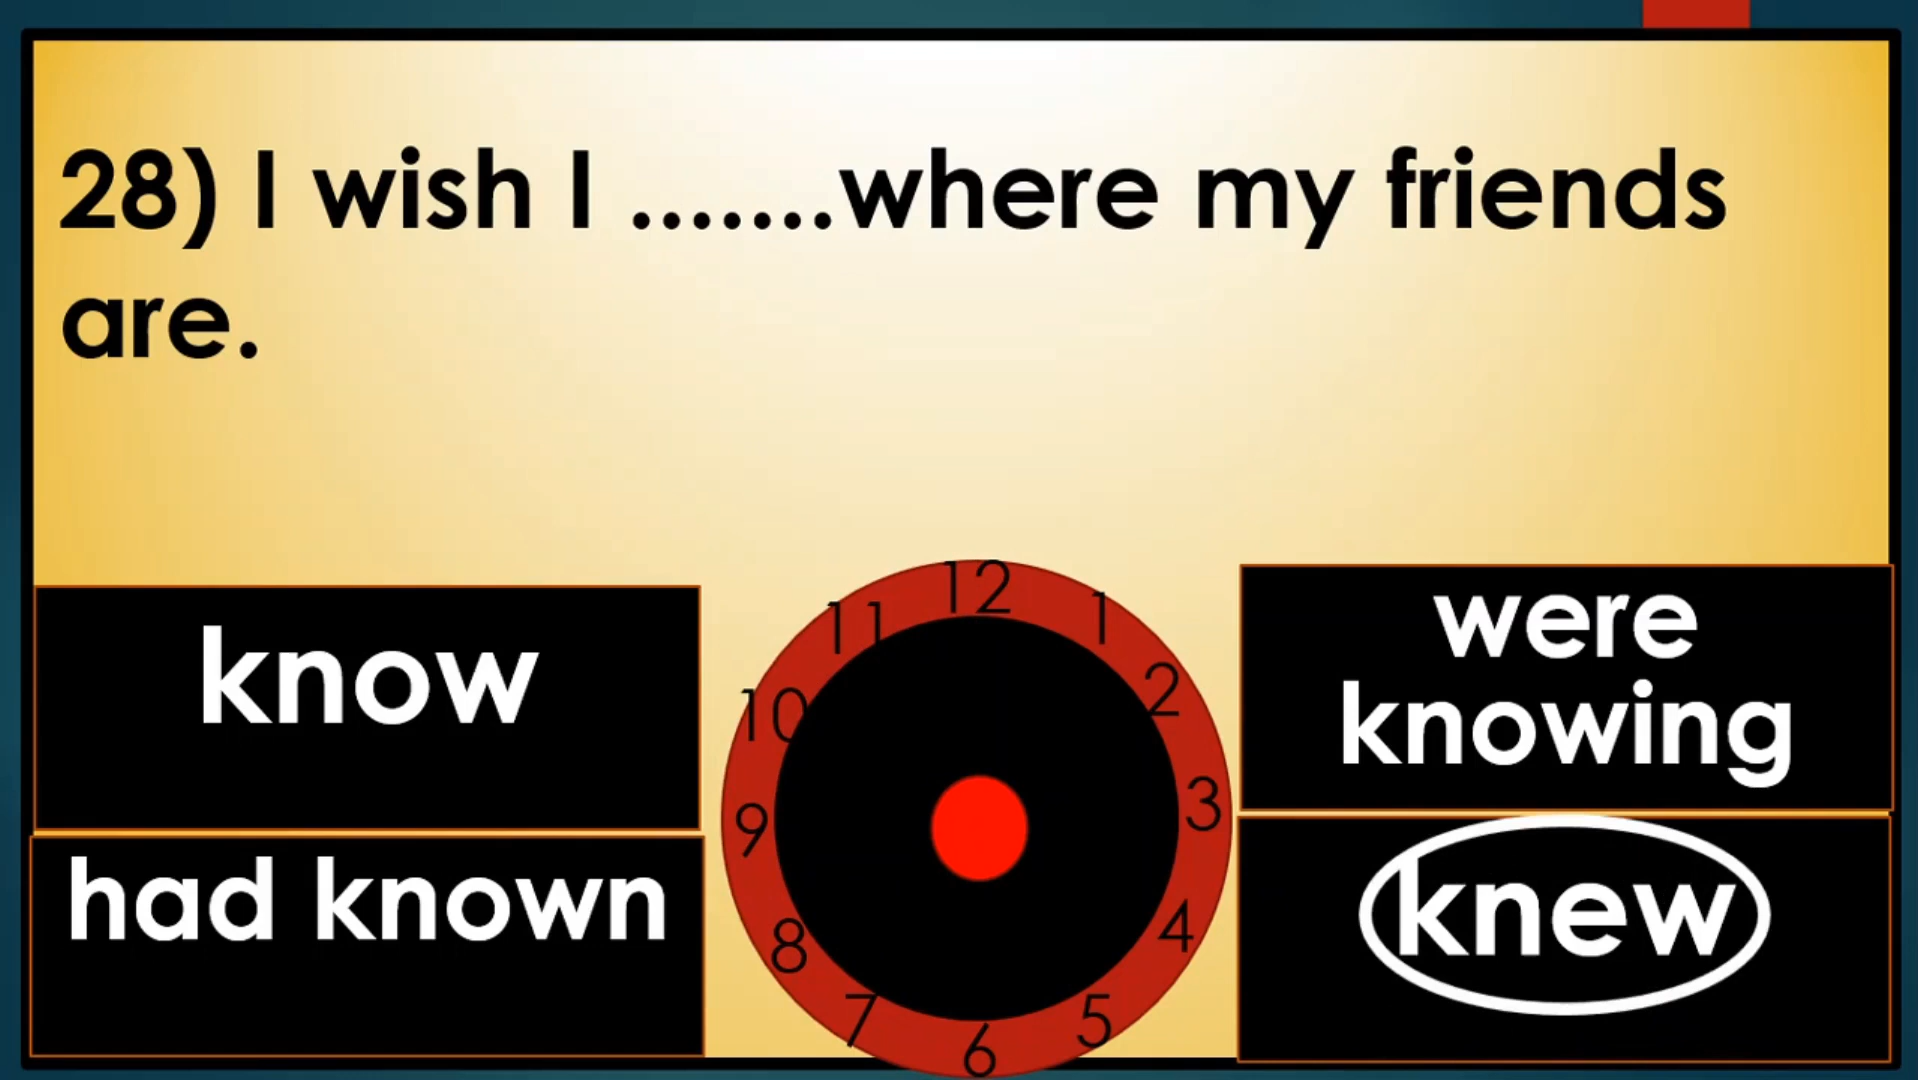 28) I wish I .......where my friends
are.
know
were
knowing
had known
knew
12
1
2
3
4
5
6
7
8
9
10
11